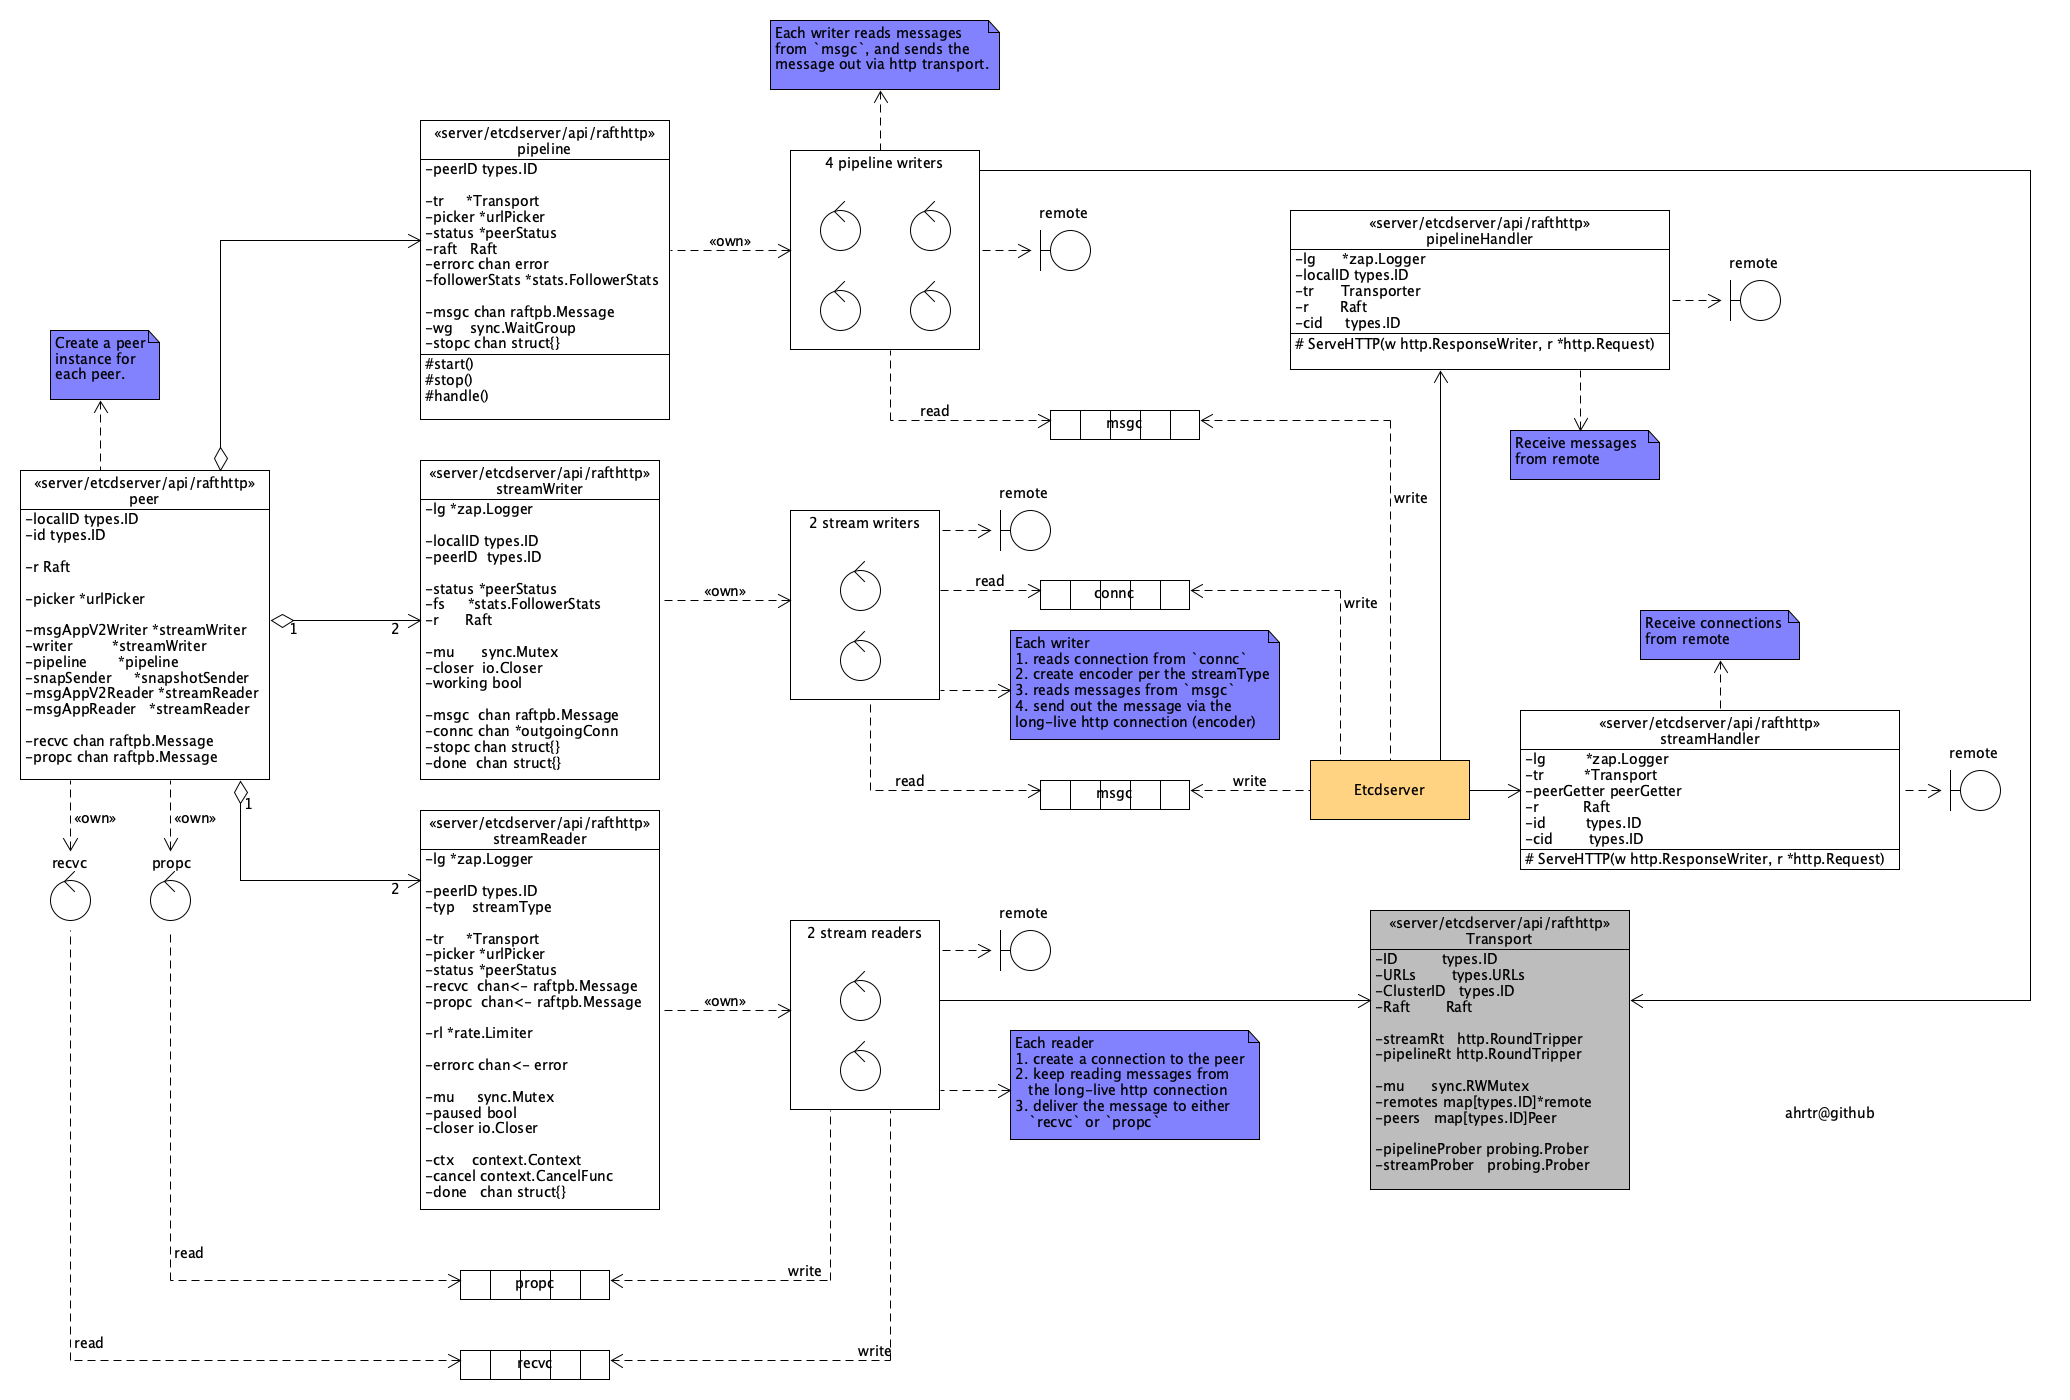 Each writer reads messages
from `msgc`, and sends the
message out via http transport.
«server/etcdserver/api/rafthttp»
pipeline
-peerID types.ID
-tr *Transport
-picker *urlPicker
-status *peerStatus
-raft Raft
-errorc chan error
-followerStats *stats.FollowerStats
-msgc chan raftpb.Message
-wg sync.WaitGroup
-stopc chan struct{}
#start()
#stop()
#handle()
«own»
4 pipeline writers
remote
read
msgc
write
«server/etcdserver/api/rafthttp»
pipelineHandler
-lg *zap.Logger
-localID types.ID
-tr Transporter
-r Raft
-cid types.ID
# ServeHTTP(w http.ResponseWriter, r *http.Request)
remote
Receive messages
from remote
Create a peer
instance for
each peer.
«server/etcdserver/api/rafthttp»
peer
-localID types.ID
-id types.ID
-r Raft
-picker *urlPicker
-msgAppV2Writer *streamWriter
-writer *streamWriter
-pipeline *pipeline
-snapSender *snapshotSender
-msgAppV2Reader *streamReader
-msgAppReader *streamReader
-recvc chan raftpb.Message
-propc chan raftpb.Message
1
2
1
2
«own»
«own»
recvc
propc
«server/etcdserver/api/rafthttp»
streamWriter
-lg *zap.Logger
-localID types.ID
-peerID types.ID
-status *peerStatus
-fs *stats.FollowerStats
-r Raft
-mu sync.Mutex
-closer io.Closer
-working bool
-msgc chan raftpb.Message
-connc chan *outgoingConn
-stopc chan struct{}
-done chan struct{}
«own»
2 stream writers
remote
read
connc
write
Each writer
1. reads connection from `connc`
2. create encoder per the streamType
3. reads messages from `msgc`
4. send out the message via the
long-live http connection (encoder)
read
msgc
write
Etcdserver
Receive connections
from remote
«server/etcdserver/api/rafthttp»
streamHandler
-lg *zap.Logger
-tr *Transport
-peerGetter peerGetter
-r Raft
-id types.ID
-cid types.ID
# ServeHTTP(w http.ResponseWriter, r *http.Request)
remote
«server/etcdserver/api/rafthttp»
streamReader
-lg *zap.Logger
-peerID types.ID
-typ streamType
-tr *Transport
-picker *urlPicker
-status *peerStatus
-recvc chan<- raftpb.Message
-propc chan<- raftpb.Message
-rl *rate.Limiter
-errorc chan<- error
-mu sync.Mutex
-paused bool
-closer io.Closer
-ctx context.Context
-cancel context.CancelFunc
-done chan struct{}
«own»
2 stream readers
remote
Each reader
1. create a connection to the peer
2. keep reading messages from
the long-live http connection
3. deliver the message to either
`recvc` or `propc`
«server/etcdserver/api/rafthttp»
Transport
-ID types.ID
-URLs types.URLs
-ClusterID types.ID
-Raft Raft
-streamRt http.RoundTripper
-pipelineRt http.RoundTripper
-mu sync.RWMutex
-remotes map[types.ID]*remote
-peers map[types.ID]Peer
-pipelineProber probing.Prober
-streamProber probing.Prober
ahrtr@github
read
propc
write
read
recvc
write